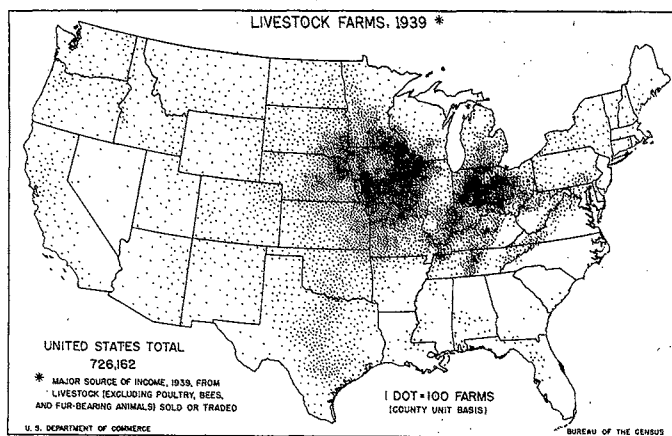 LIVESTOCK FARMS, 1939 *
UNITED STATES TOTAL
726,162
* MAJOR SOURCE OF INCOME, 1939, FROM
LIVESTOCK (EXCLUDING POULTRY, BEES,
AND FUR-BEARING ANIMALS) SOLD OR TRADED
1 DOT = 100 FARMS
(COUNTY UNIT BASIS)
U. S. DEPARTMENT OF COMMERCE
BUREAU OF THE CENSUS